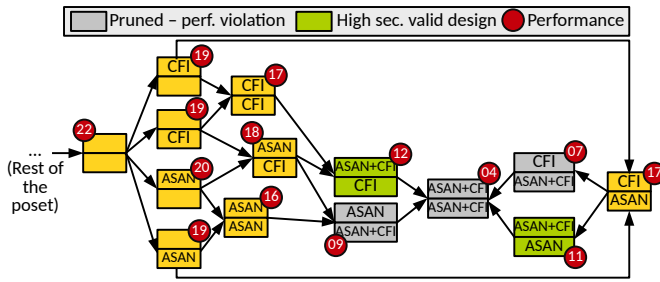 Pruned – perf. violation High sec. valid design Performance
19
CFI
17
CFI
CFI
19
CFI
22
18
ASAN
CFI
12
ASAN+CFI
CFI
07
CFI
ASAN+CFI
04
ASAN+CFI
ASAN+CFI
17
CFI
ASAN
...
(Rest of
the
poset)
20
ASAN
16
ASAN
ASAN
ASAN
ASAN+CFI
09
ASAN+CFI
ASAN
11
19
ASAN